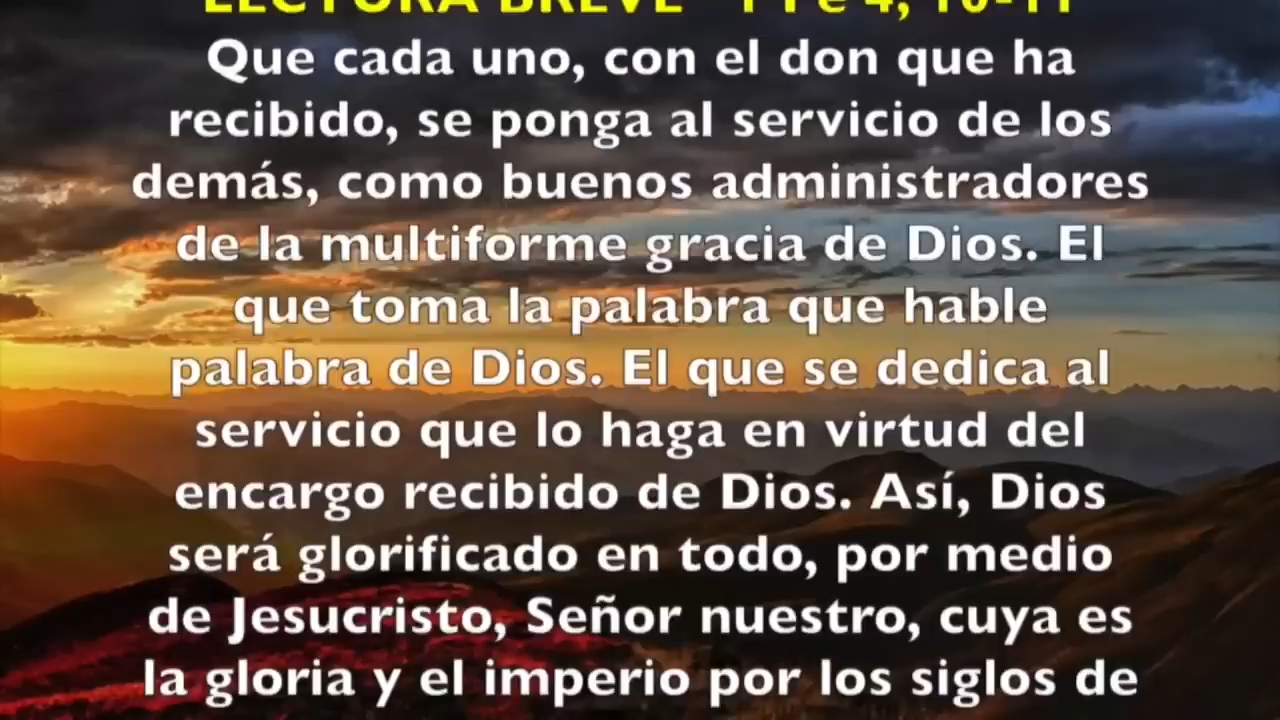 LECTURA BREVE 1 Pe 4, 10-11
Que cada uno, con el don que ha
recibido, se ponga al servicio de los
demás, como buenos administradores
de la multiforme gracia de Dios. El
que toma la palabra que hable
palabra de Dios. El que se dedica al
servicio que lo haga en virtud del
encargo recibido de Dios. Así, Dios
será glorificado en todo, por medio
de Jesucristo, Señor nuestro, cuya es
la gloria y el imperio por los siglos de